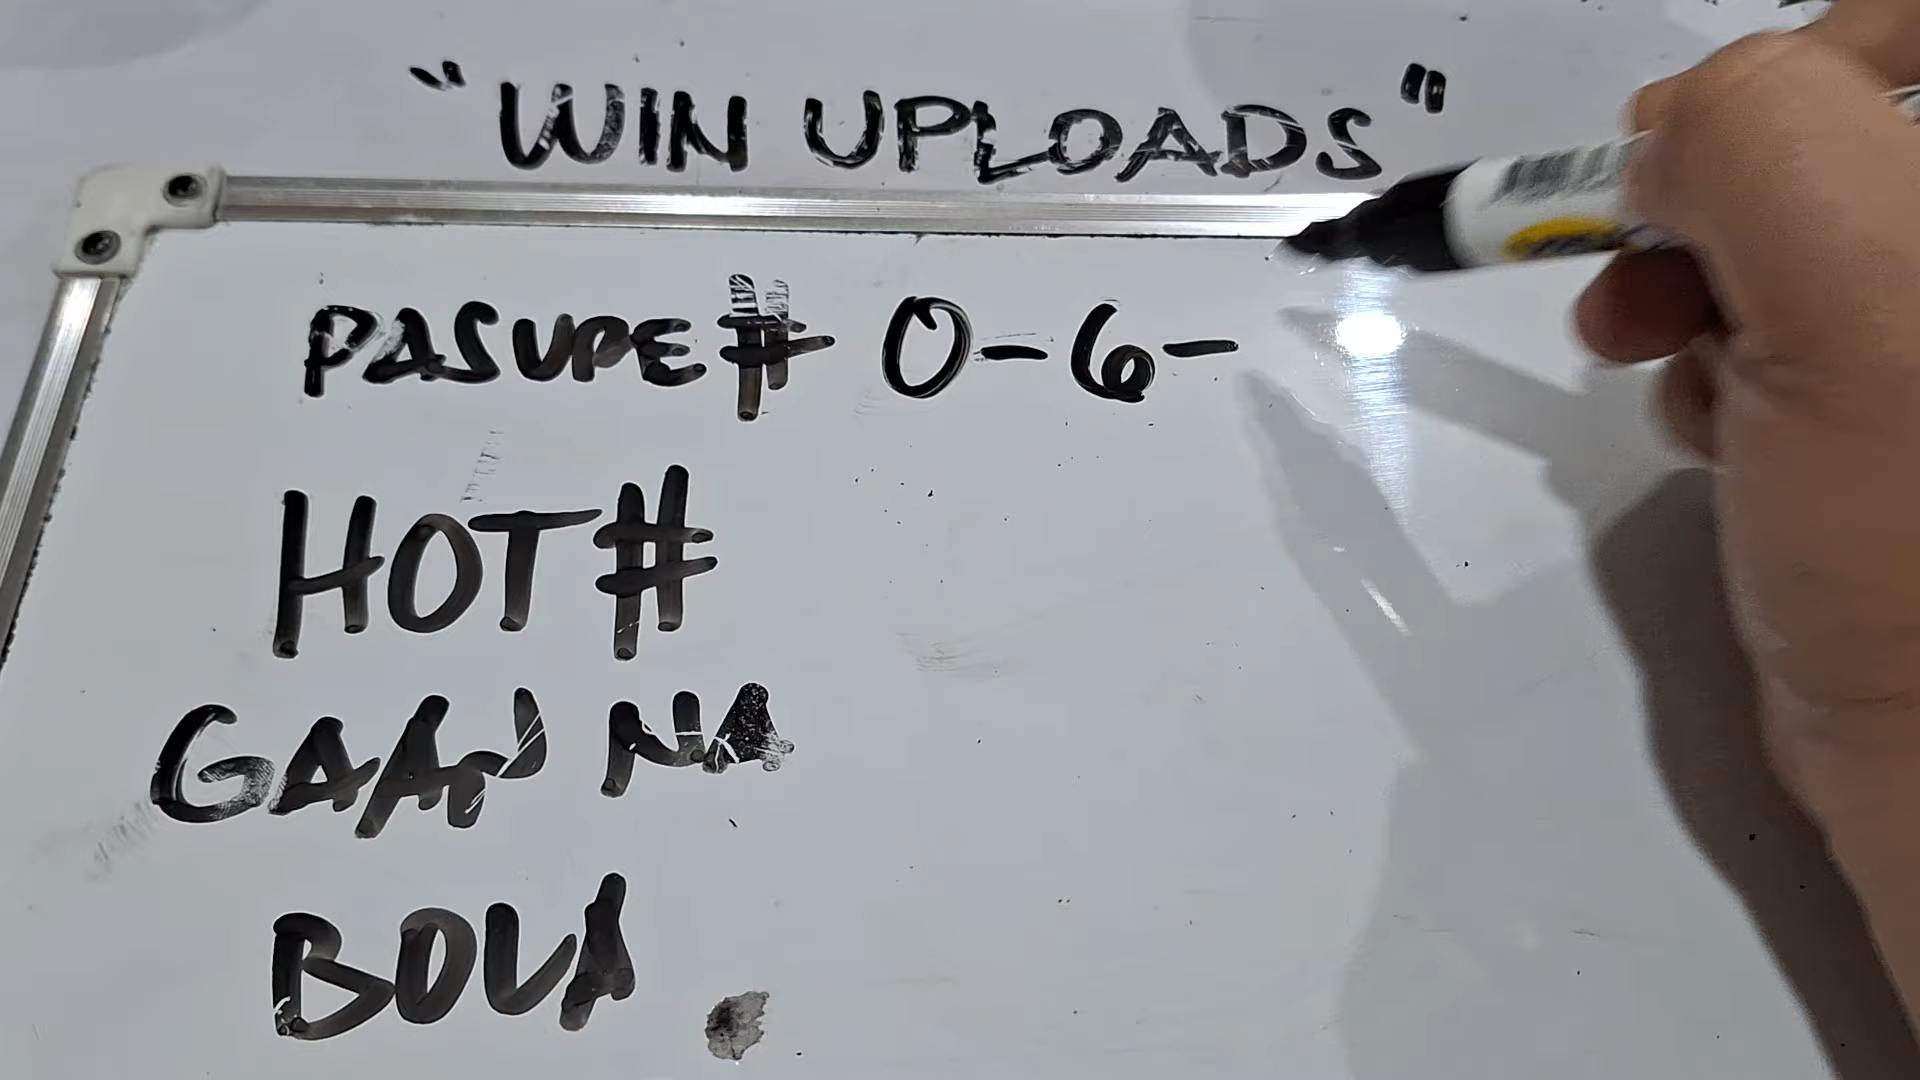 "WIN UPLOADS"
PASUPE# 0-6-
HOT#
GAAN NA
BOLA